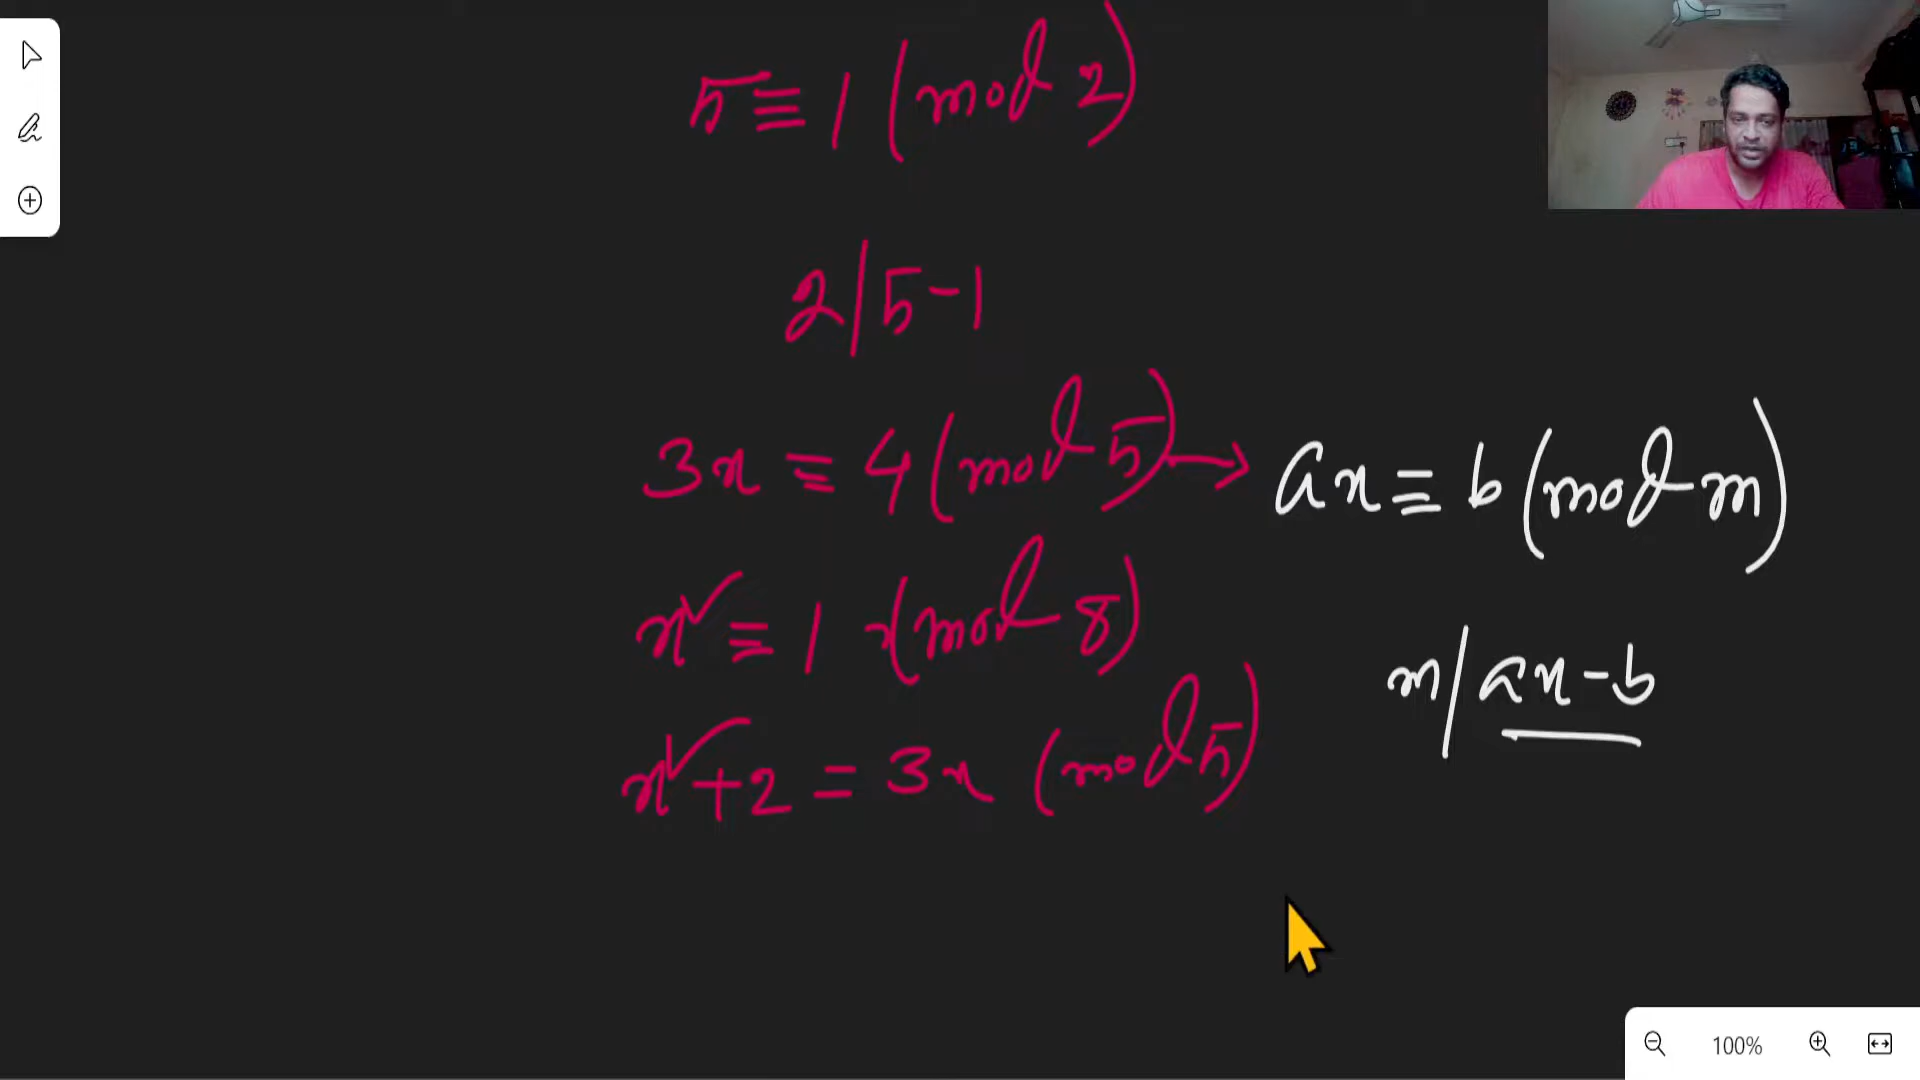 5 ≡ 1 (mod 2)
2 | 5 - 1
3x ≡ 4 (mod 5) → ax ≡ b (mod m)
x² ≡ 1 (mod 8)
m | ax - b
x² + 2 = 3x (mod 5)
100%